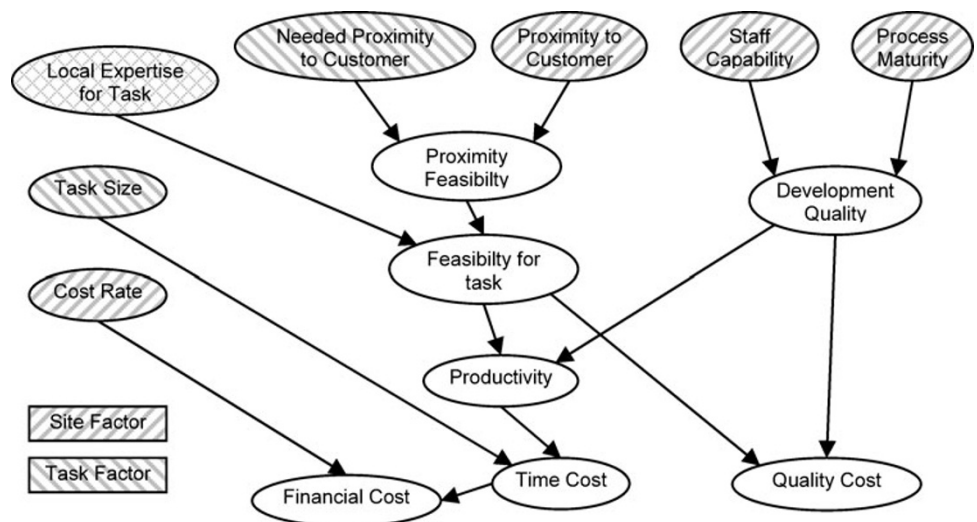 Needed Proximity
to Customer
Proximity to
Customer
Staff
Capability
Process
Maturity
Local Expertise
for Task
Proximity
Feasibilty
Task Size
Development
Quality
Feasibilty for
task
Cost Rate
Productivity
Site Factor
Task Factor
Financial Cost
Time Cost
Quality Cost